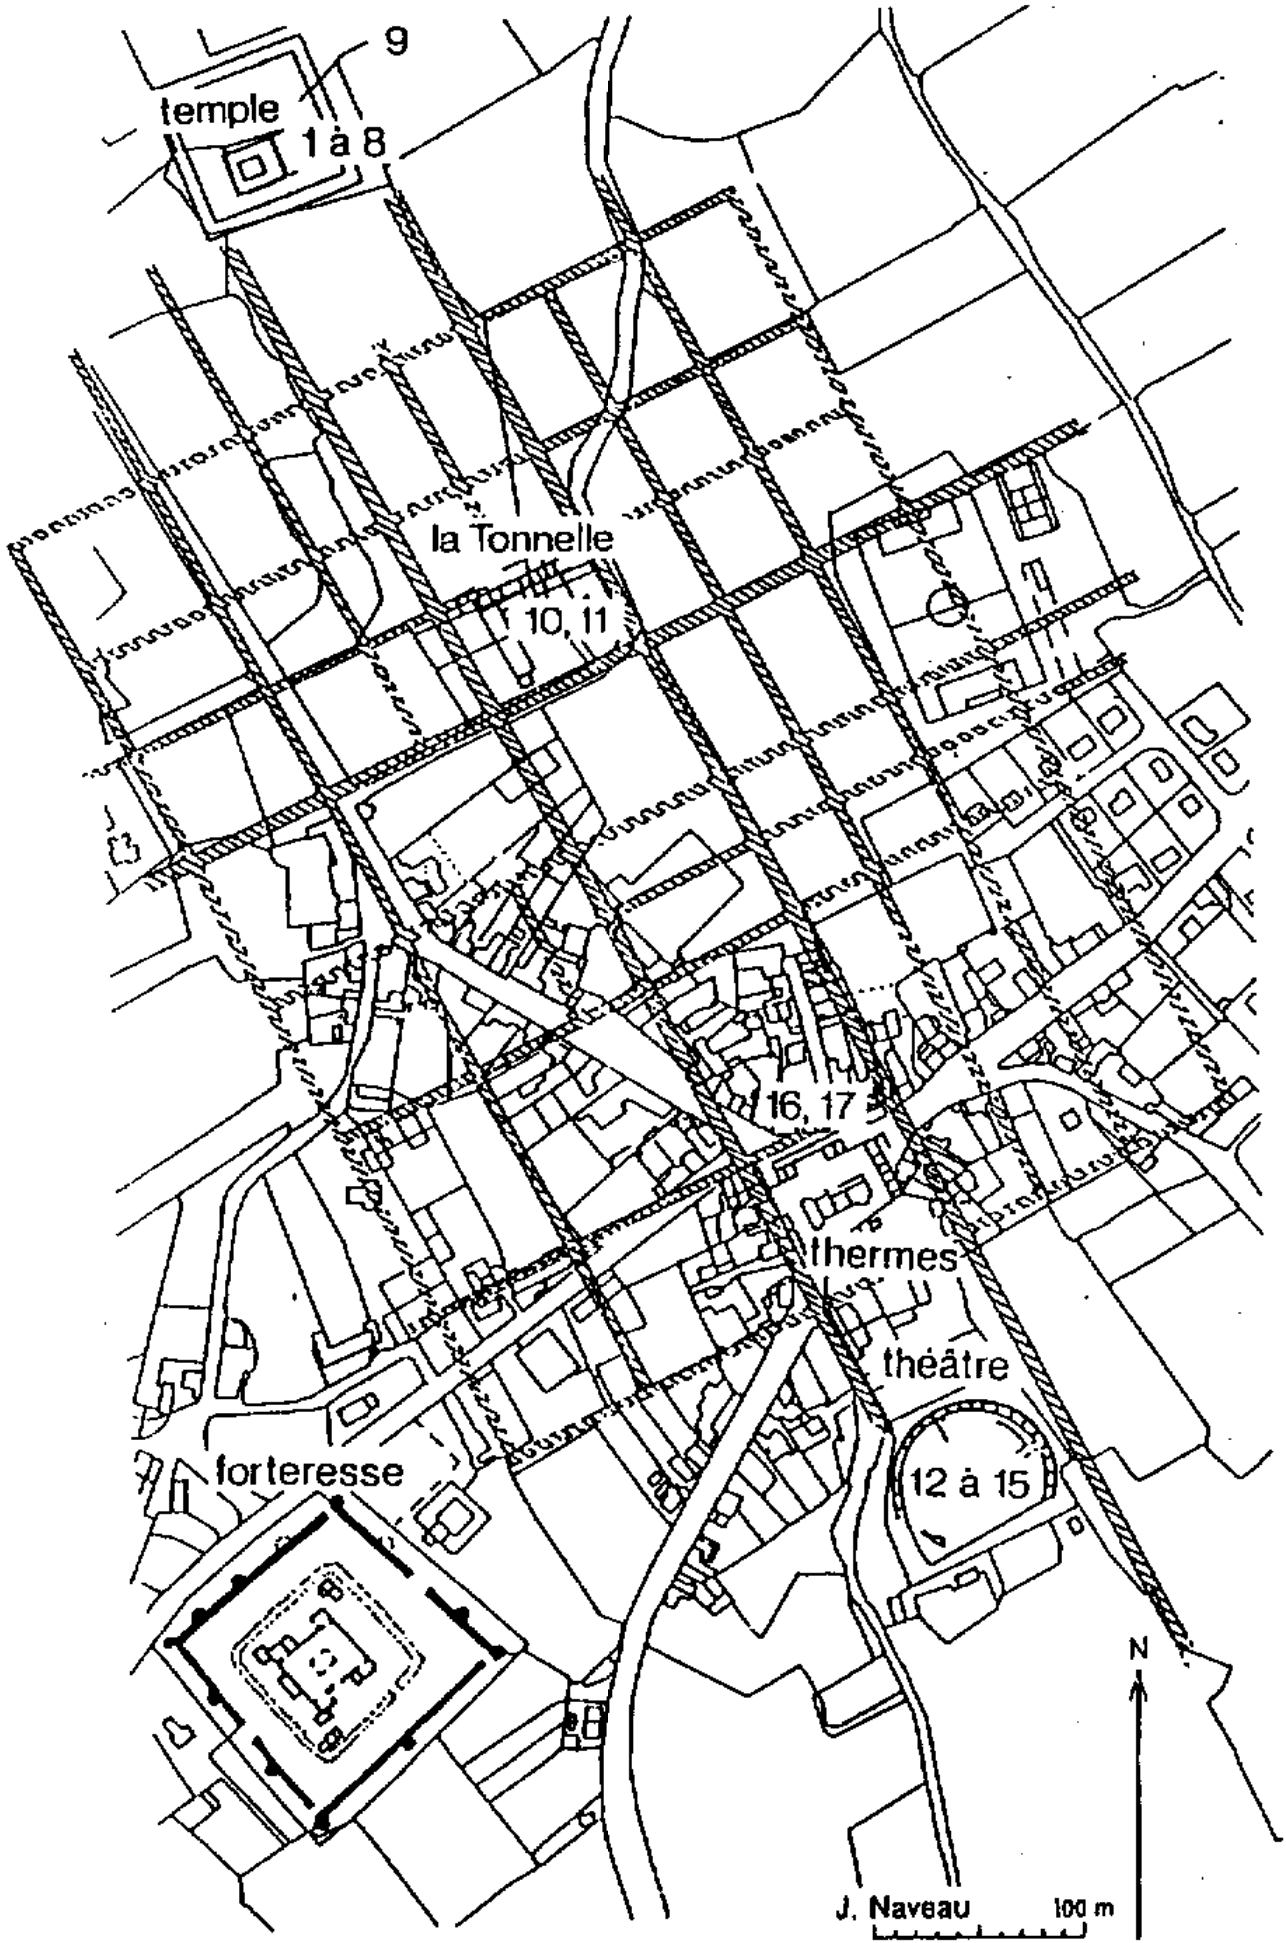 9
temple
1 à 8
la Tonnelle
10, 11
16, 17
thermes
théâtre
12 à 15
forteresse
N
J. Naveau
100 m